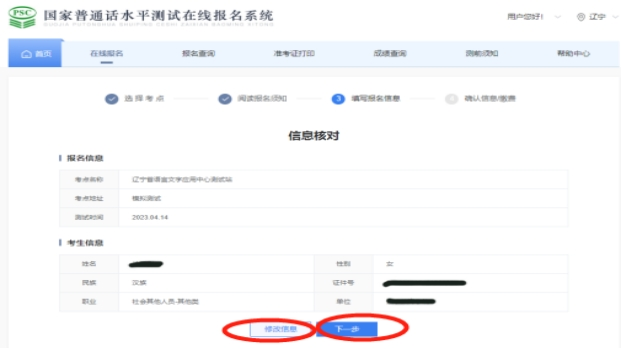 PSC 国家普通话水平测试在线报名系统
用户您好! 辽宁
首页 在线报名 报名查询 准考证打印 成绩查询 测前须知 帮助中心
选择考点 阅读报名须知 3 填写报名信息 4 确认信息/缴费
信息核对
报名信息
考点名称 辽宁省语言文字应用中心测试站
考点地址 模拟测试
测试时间 2023.04.14
考生信息
姓名 性别 女
民族 汉族 证件号
职业 社会其他人员-其他类 单位
修改信息 下一步